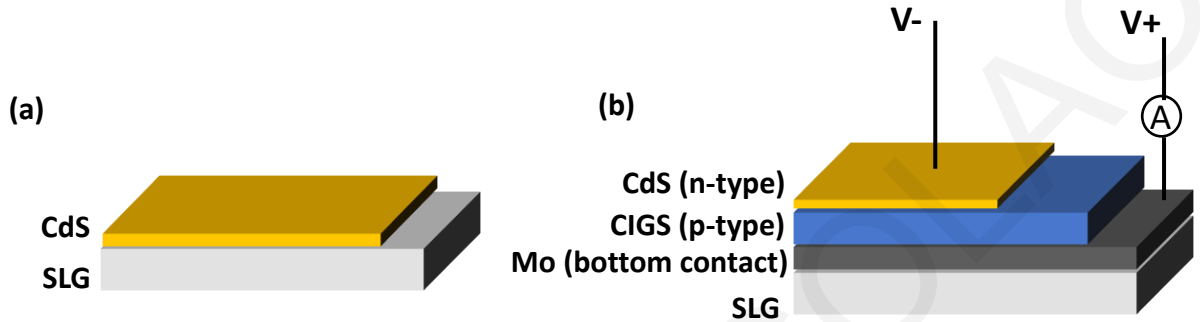 V-
V+
(a)
(b)
A
CdS (n-type)
CdS
CIGS (p-type)
SLG
Mo (bottom contact)
SLG